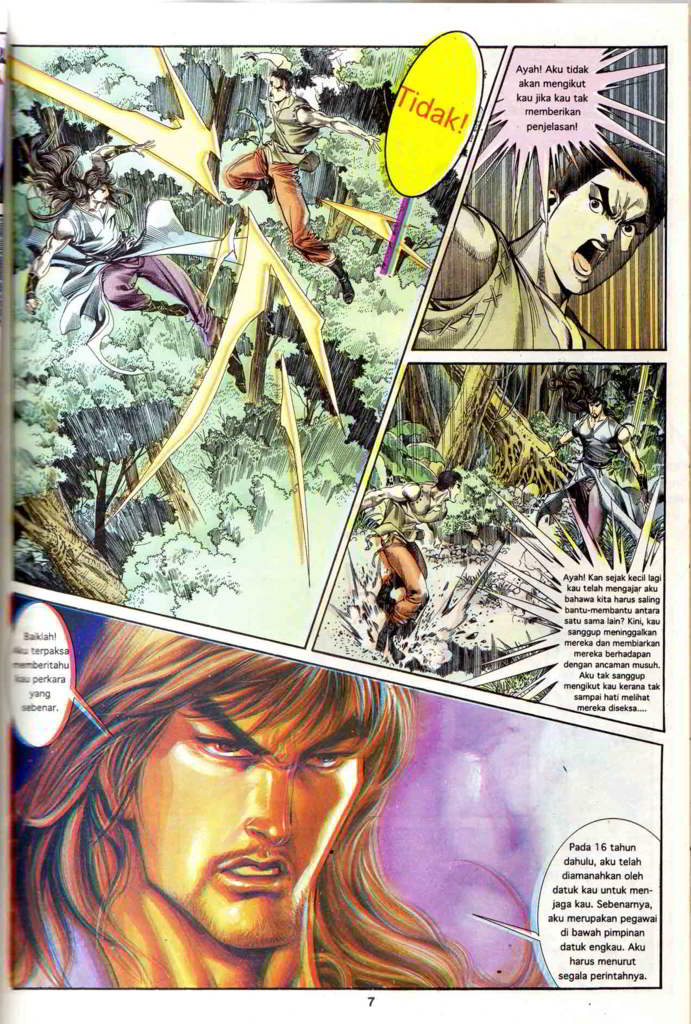 Tidak!
Ayah! Aku tidak
akan mengikut
kau jika kau tak
memberikan
penjelasan!
Ayah! Kan sejak kecil lagi
kau telah mengajar aku
bahawa kita harus saling
bantu-membantu antara
satu sama lain? Kini, kau
sanggup meninggalkan
mereka dan membiarkan
mereka berhadapan
dengan ancaman musuh.
Aku tak sanggup
mengikut kau kerana tak
sampai hati melihat
mereka diseksa....
Baiklah!
Aku terpaksa
memberitahu
kau perkara
yang
sebenar.
Pada 16 tahun
dahulu, aku telah
diamanahkan oleh
datuk kau untuk men-
jaga kau. Sebenarnya,
aku merupakan pegawai
di bawah pimpinan
datuk engkau. Aku
harus menurut
segala perintahnya.
7